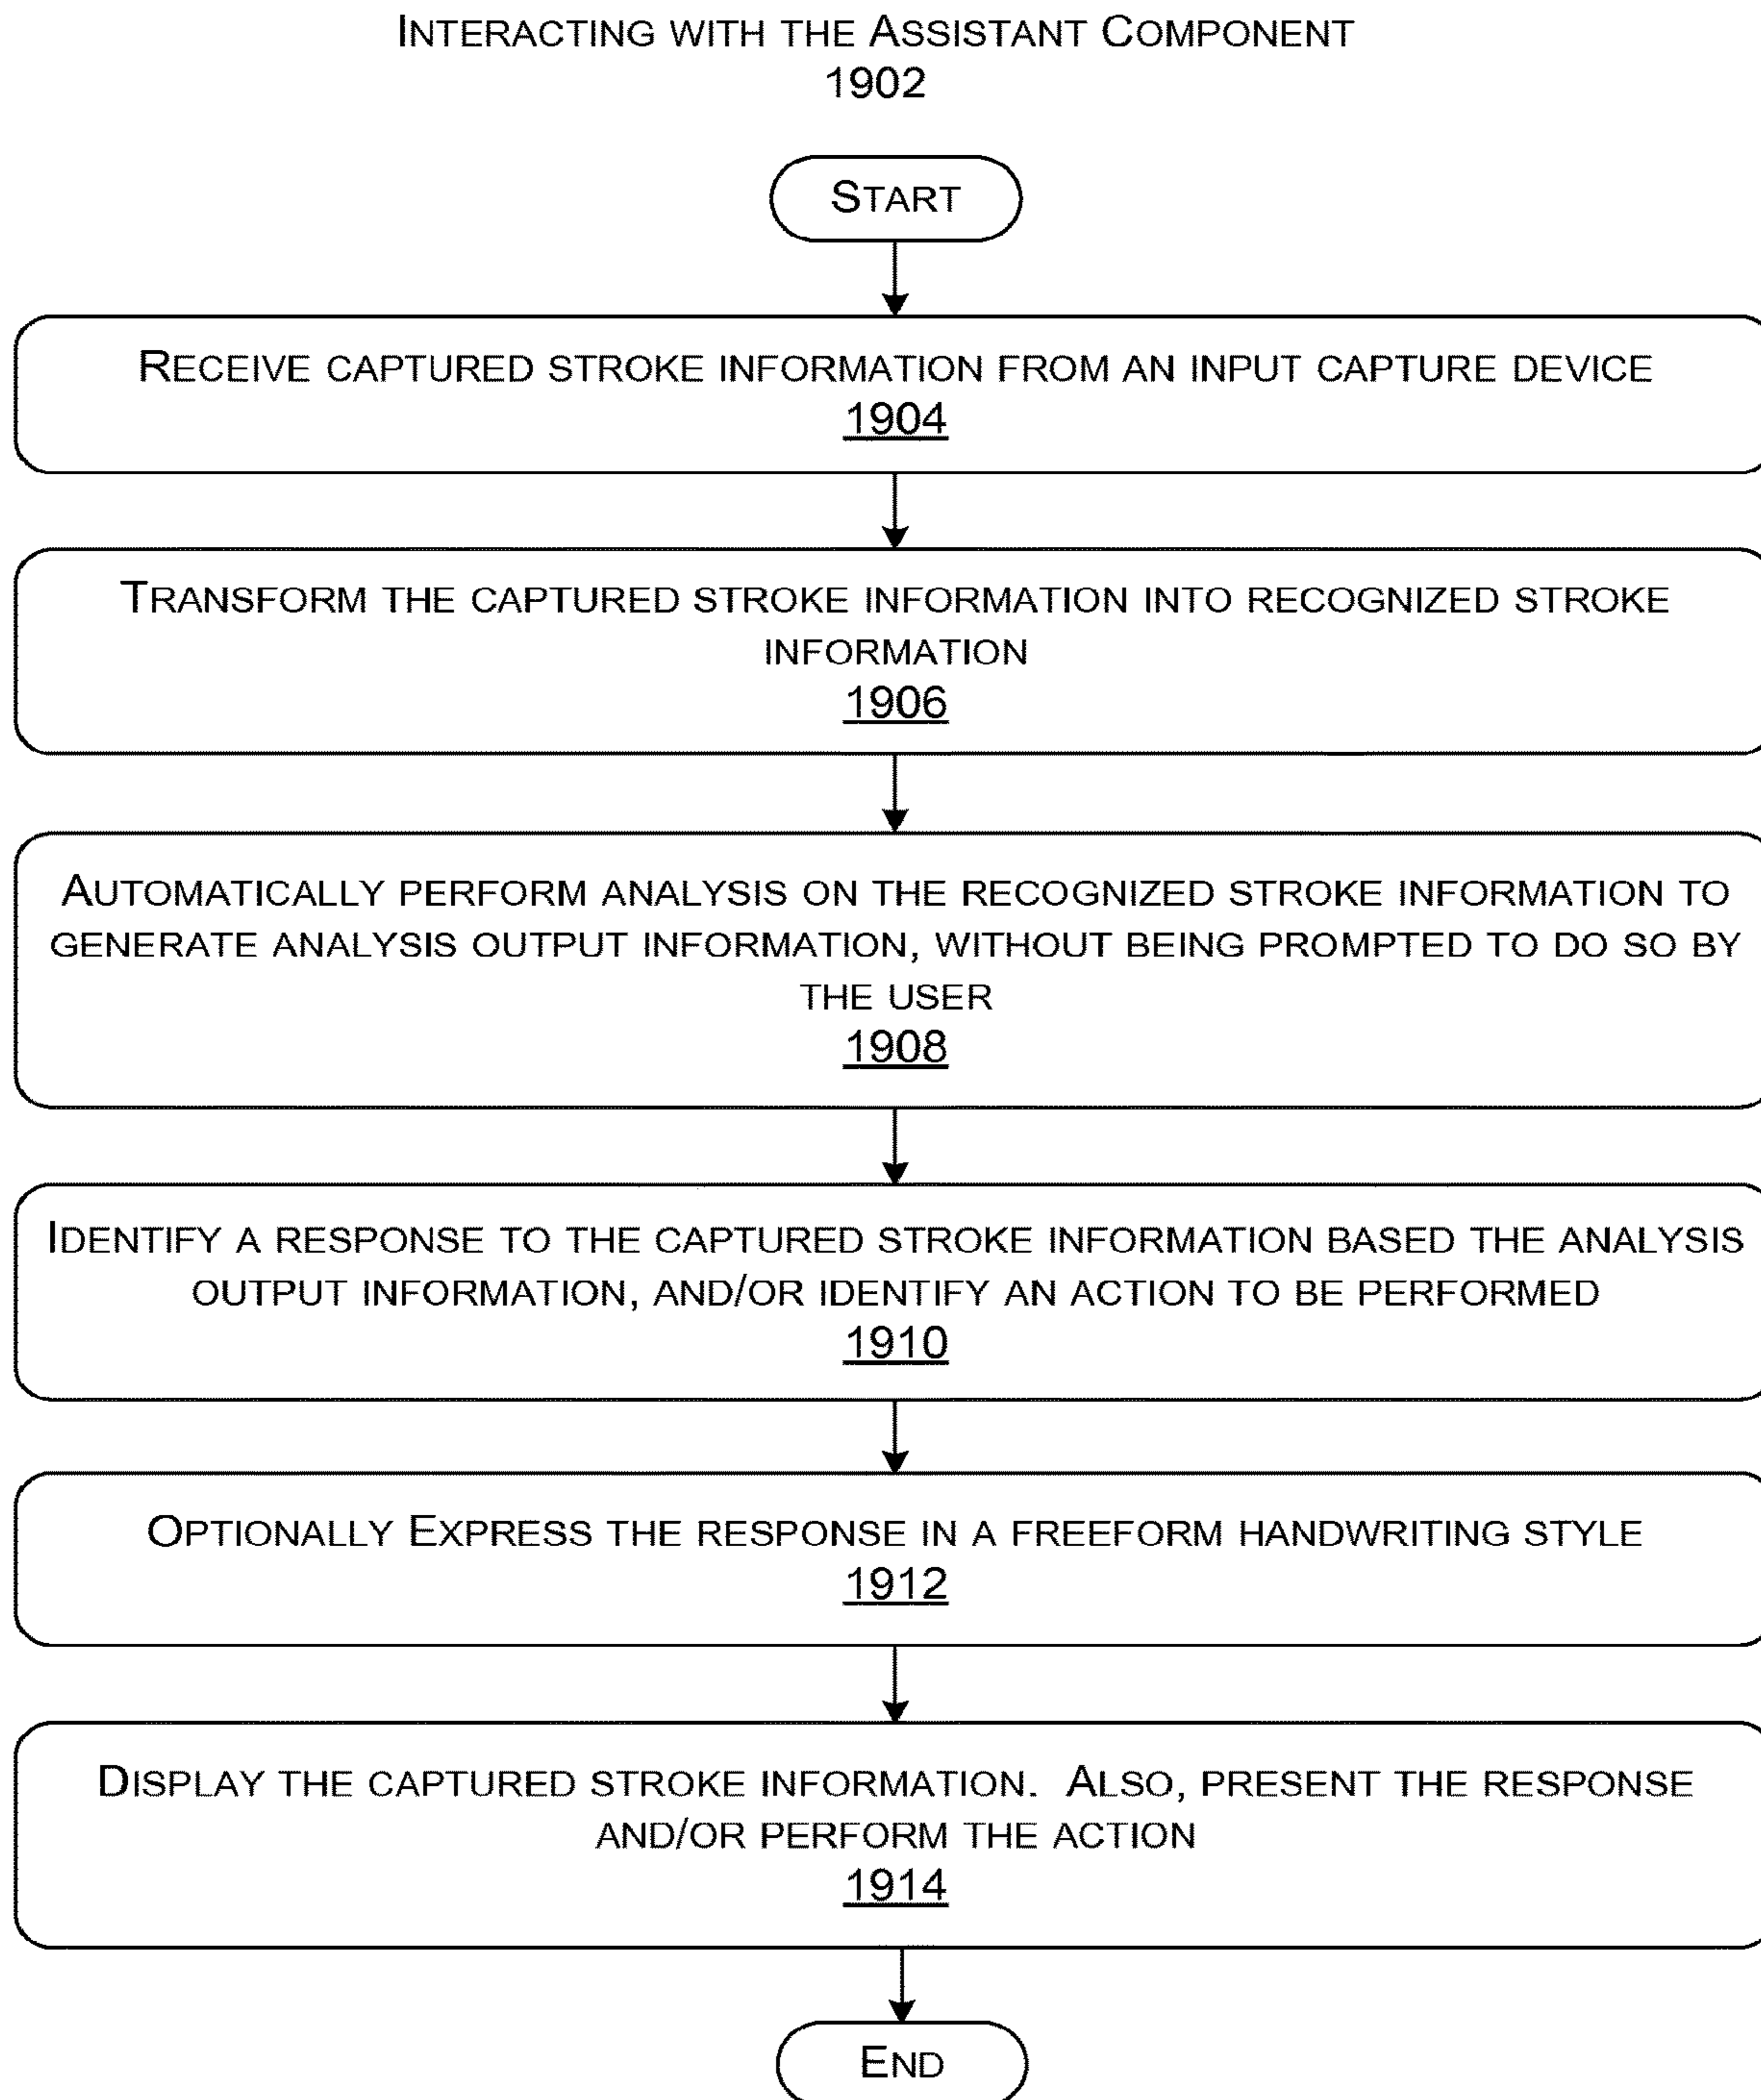 INTERACTING WITH THE ASSISTANT COMPONENT
1902
START
RECEIVE CAPTURED STROKE INFORMATION FROM AN INPUT CAPTURE DEVICE
1904
TRANSFORM THE CAPTURED STROKE INFORMATION INTO RECOGNIZED STROKE
INFORMATION
1906
AUTOMATICALLY PERFORM ANALYSIS ON THE RECOGNIZED STROKE INFORMATION TO
GENERATE ANALYSIS OUTPUT INFORMATION, WITHOUT BEING PROMPTED TO DO SO BY
THE USER
1908
IDENTIFY A RESPONSE TO THE CAPTURED STROKE INFORMATION BASED THE ANALYSIS
OUTPUT INFORMATION, AND/OR IDENTIFY AN ACTION TO BE PERFORMED
1910
OPTIONALLY EXPRESS THE RESPONSE IN A FREEFORM HANDWRITING STYLE
1912
DISPLAY THE CAPTURED STROKE INFORMATION. ALSO, PRESENT THE RESPONSE
AND/OR PERFORM THE ACTION
1914
END